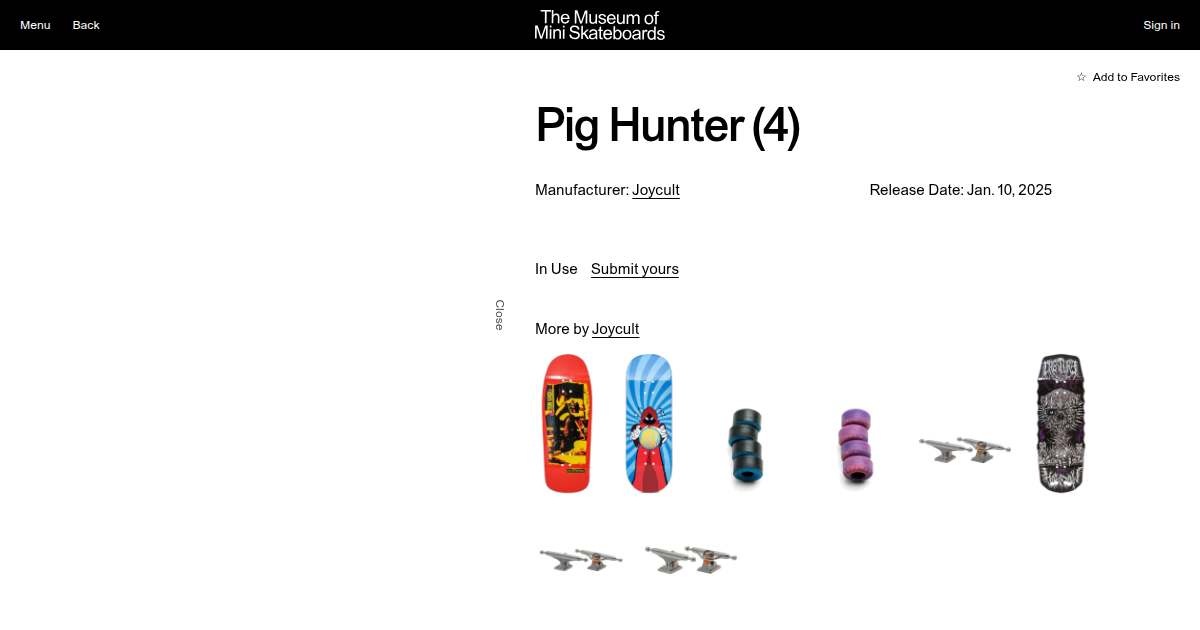 Menu Back
The Museum of
Mini Skateboards
Sign in
☆ Add to Favorites
Pig Hunter (4)
Manufacturer: Joycult
Release Date: Jan. 10, 2025
In Use Submit yours
Close
More by Joycult